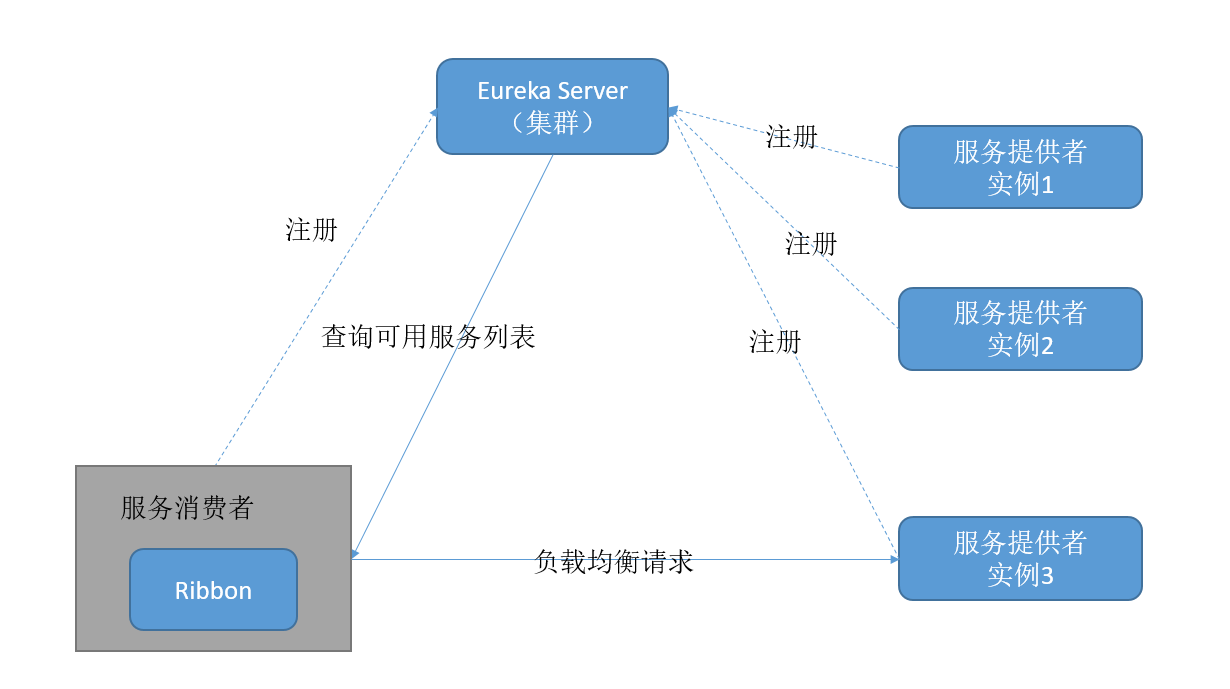 Eureka Server
（集群）
注册
服务提供者
实例1
注册
注册
服务提供者
实例2
查询可用服务列表
注册
服务消费者
Ribbon
负载均衡请求
服务提供者
实例3